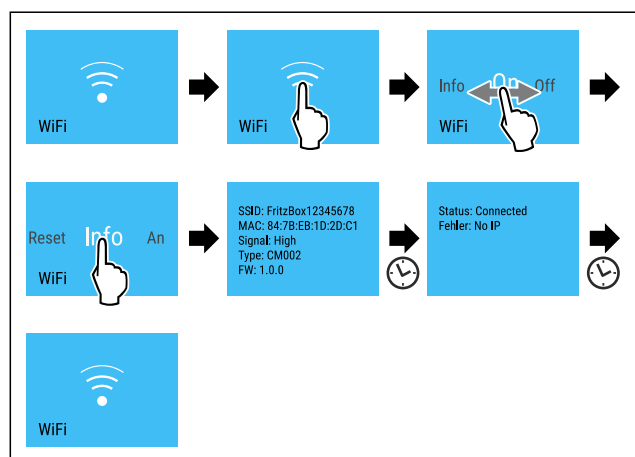 WiFi
WiFi
Info On Off
WiFi
Reset Info An
WiFi
SSID: FritzBox12345678
MAC: 84:7B:EB:1D:2D:C1
Signal: High
Type: CM002
FW: 1.0.0
Status: Connected
Fehler: No IP
WiFi